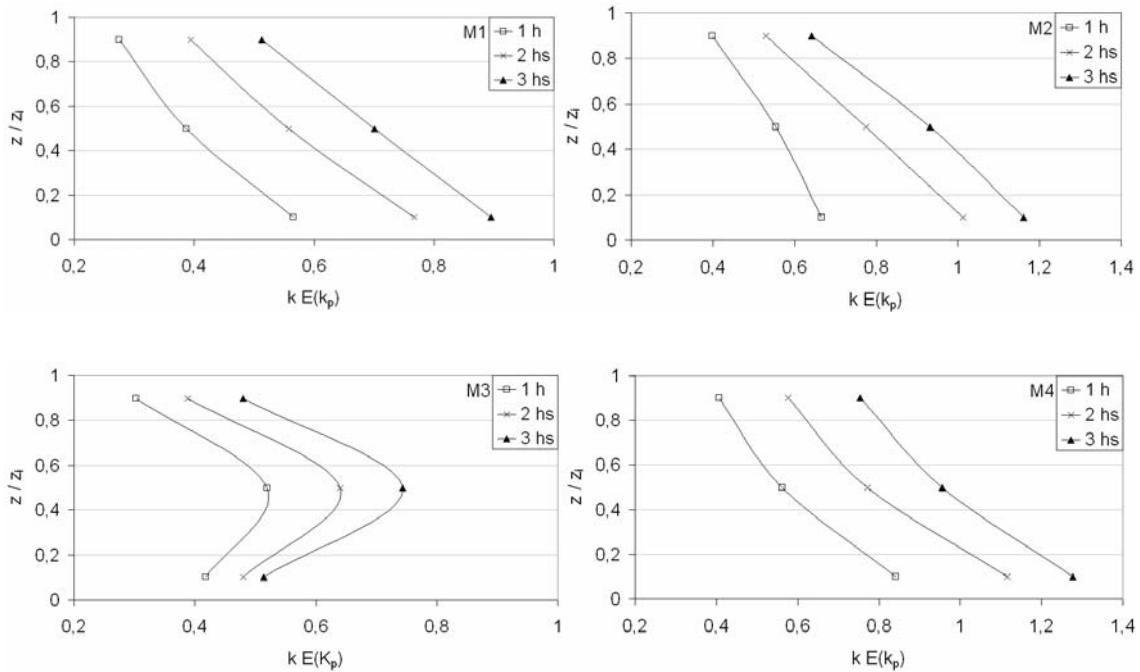 M1
1 h
2 hs
3 hs
1
0,8
0,6
0,4
0,2
0
z / zᵢ
0,2 0,4 0,6 0,8 1
k E(kₚ)
M2
1 h
2 hs
3 hs
1
0,8
0,6
0,4
0,2
0
z / zᵢ
0,2 0,4 0,6 0,8 1 1,2 1,4
k E(kₚ)
M3
1 h
2 hs
3 hs
1
0,8
0,6
0,4
0,2
0
z / zᵢ
0,2 0,4 0,6 0,8 1
k E(Kₚ)
M4
1 h
2 hs
3 hs
1
0,8
0,6
0,4
0,2
0
z / zᵢ
0,2 0,4 0,6 0,8 1 1,2 1,4
k E(kₚ)